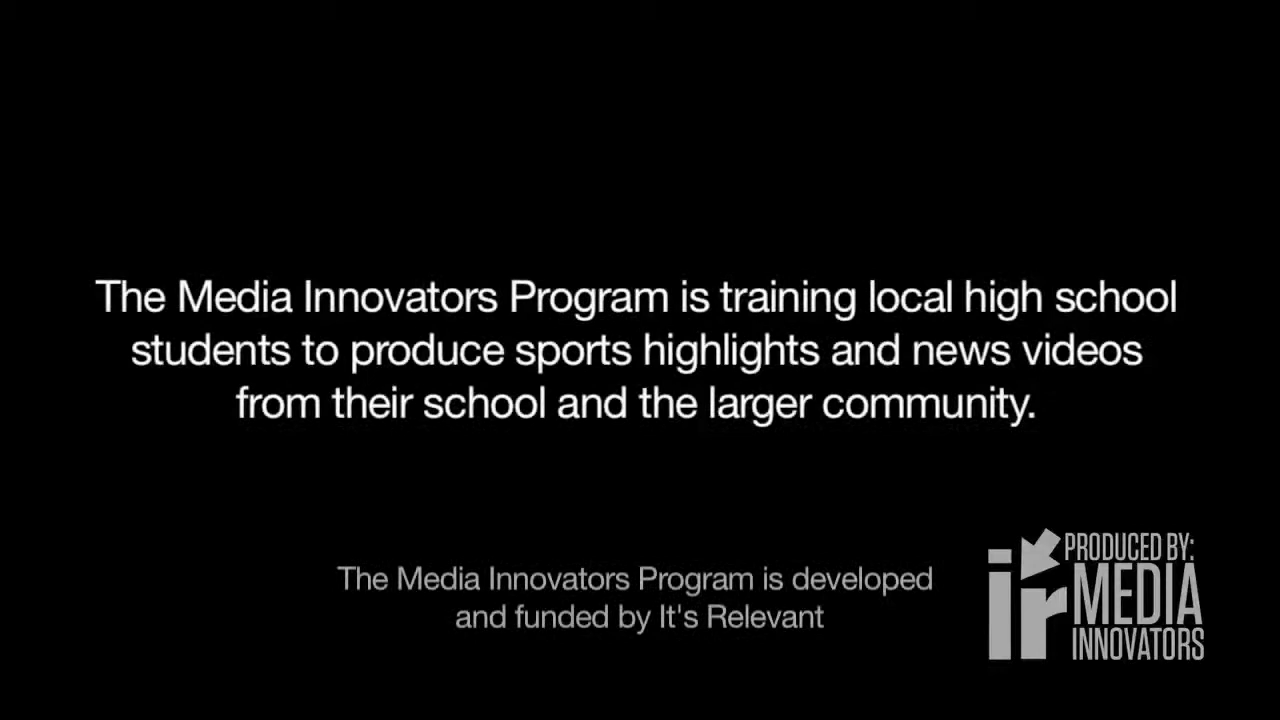 The Media Innovators Program is training local high school
students to produce sports highlights and news videos
from their school and the larger community.
The Media Innovators Program is developed
and funded by It's Relevant
ir
PRODUCED BY:
MEDIA
INNOVATORS